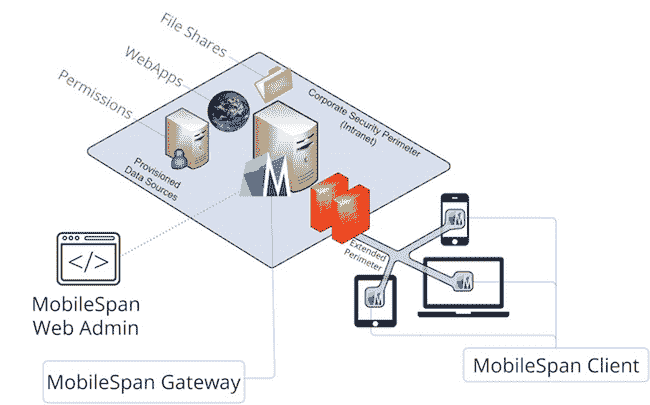 File Shares
WebApps
Permissions
Corporate Security Perimeter
(Intranet)
Provisioned
Data Sources
M
Extended
Perimeter
</>
MobileSpan
Web Admin
MobileSpan Gateway
MobileSpan Client